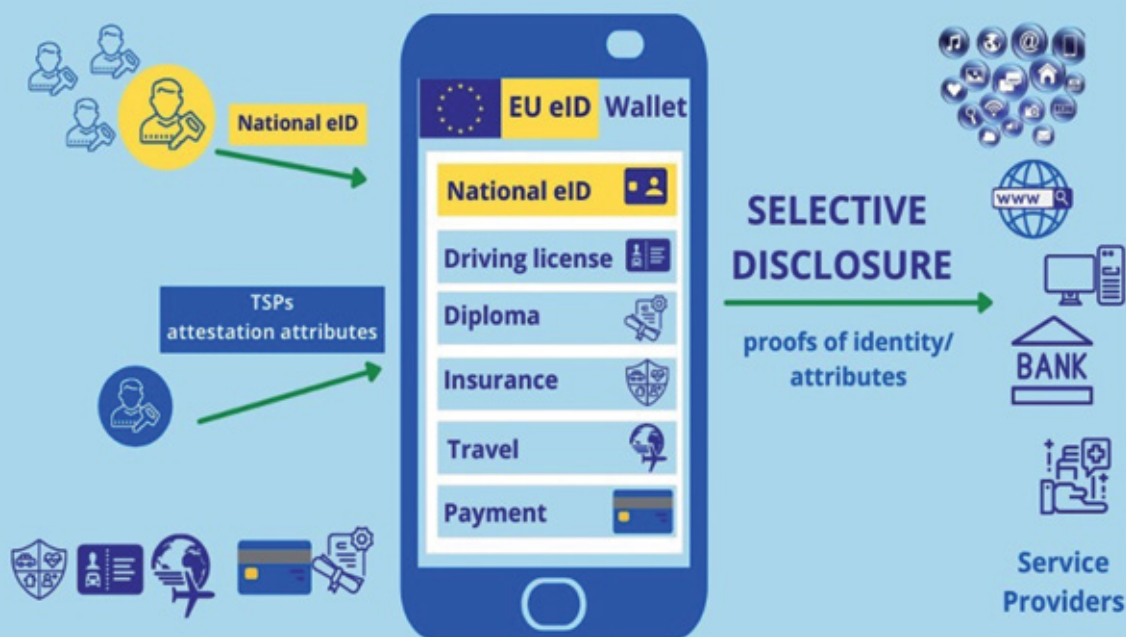 National eID
TSPs
attestation attributes
EU eID Wallet
National eID
Driving license
Diploma
Insurance
Travel
Payment
SELECTIVE
DISCLOSURE
proofs of identity/
attributes
www
BANK
Service
Providers